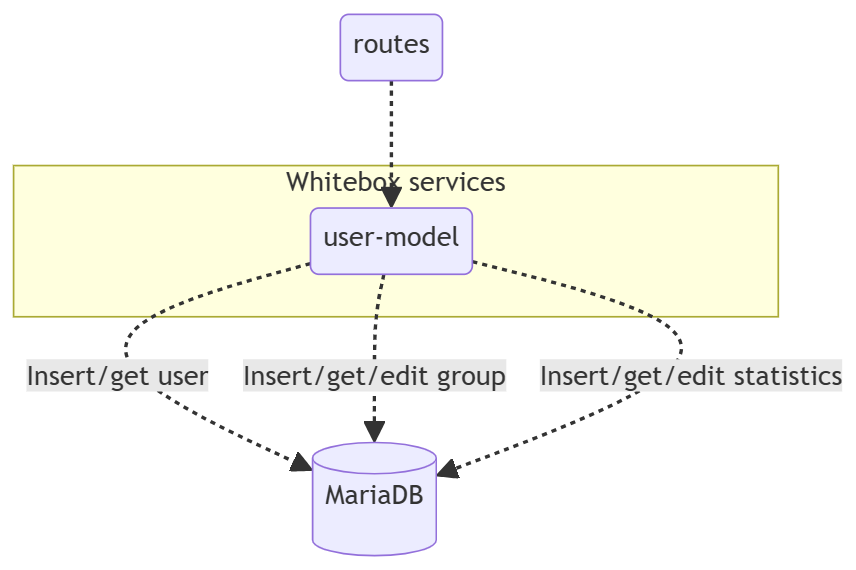 routes
Whitebox services
user-model
Insert/get user
Insert/get/edit group
Insert/get/edit statistics
MariaDB